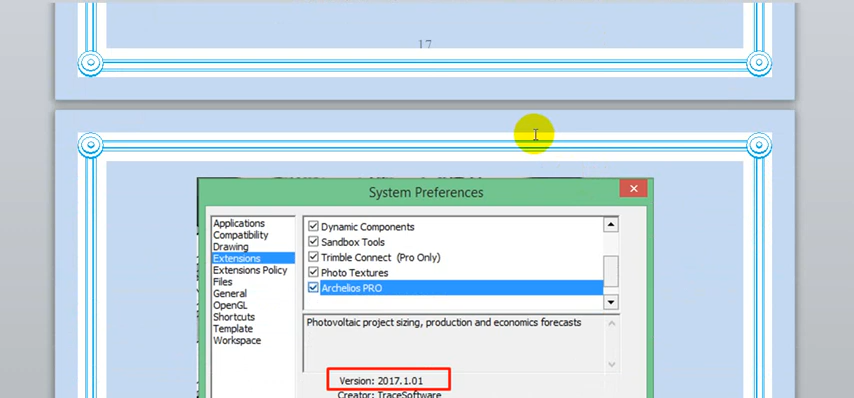 17
System Preferences
Applications
Compatibility
Drawing
Extensions
Extensions Policy
Files
General
OpenGL
Shortcuts
Template
Workspace
Dynamic Components
Sandbox Tools
Trimble Connect (Pro Only)
Photo Textures
Archelios PRO
Photovoltaic project sizing, production and economics forecasts
Version: 2017.1.01
Creator: TraceSoftware